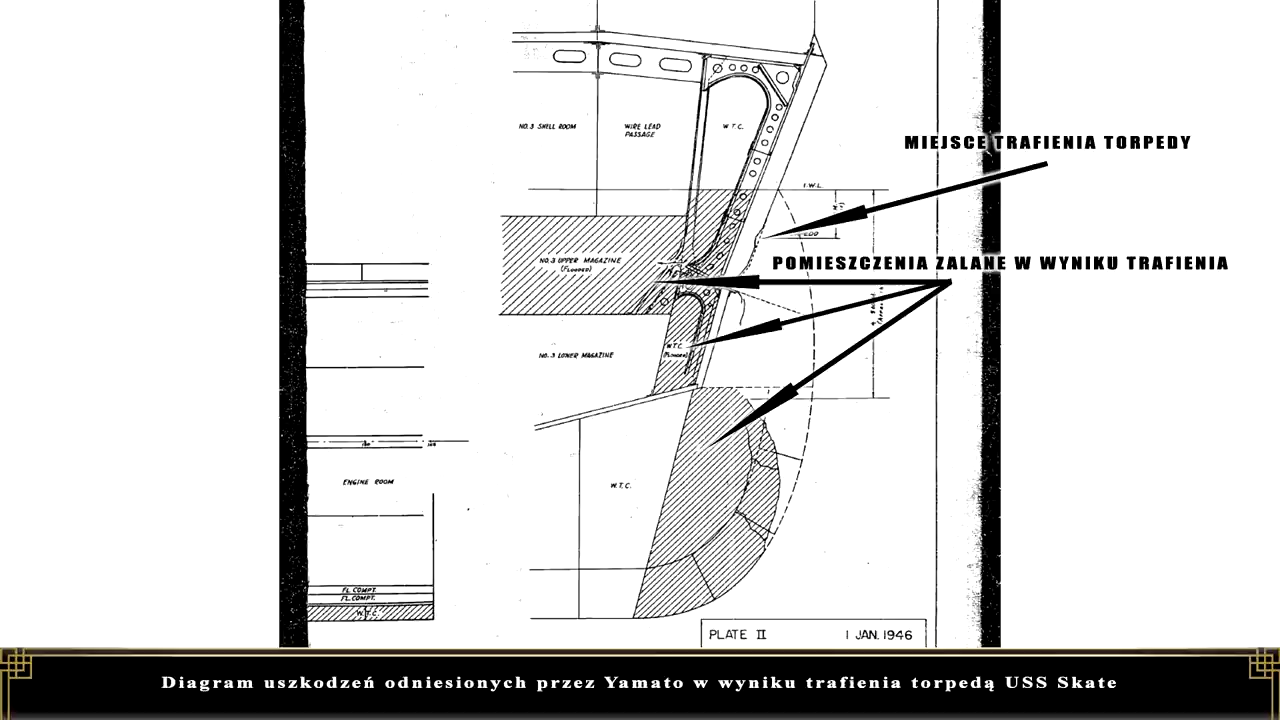 NO. 3 SHELL ROOM
WIRE LEAD
PASSAGE
W.T.C.
MIEJSCE TRAFIENIA TORPEDY
I.W.L.
NO. 3 UPPER MAGAZINE
(FLOODED)
POMIESZCZENIA ZALANE W WYNIKU TRAFIENIA
NO. 3 LOWER MAGAZINE
W.T.C.
(FLOODED)
ENGINE ROOM
W.T.C.
FL. COMPT.
FL. COMPT.
W.T.C.
PLATE II
1 JAN. 1946
Diagram uszkodzeń odniesionych przez Yamato w wyniku trafienia torpedą USS Skate